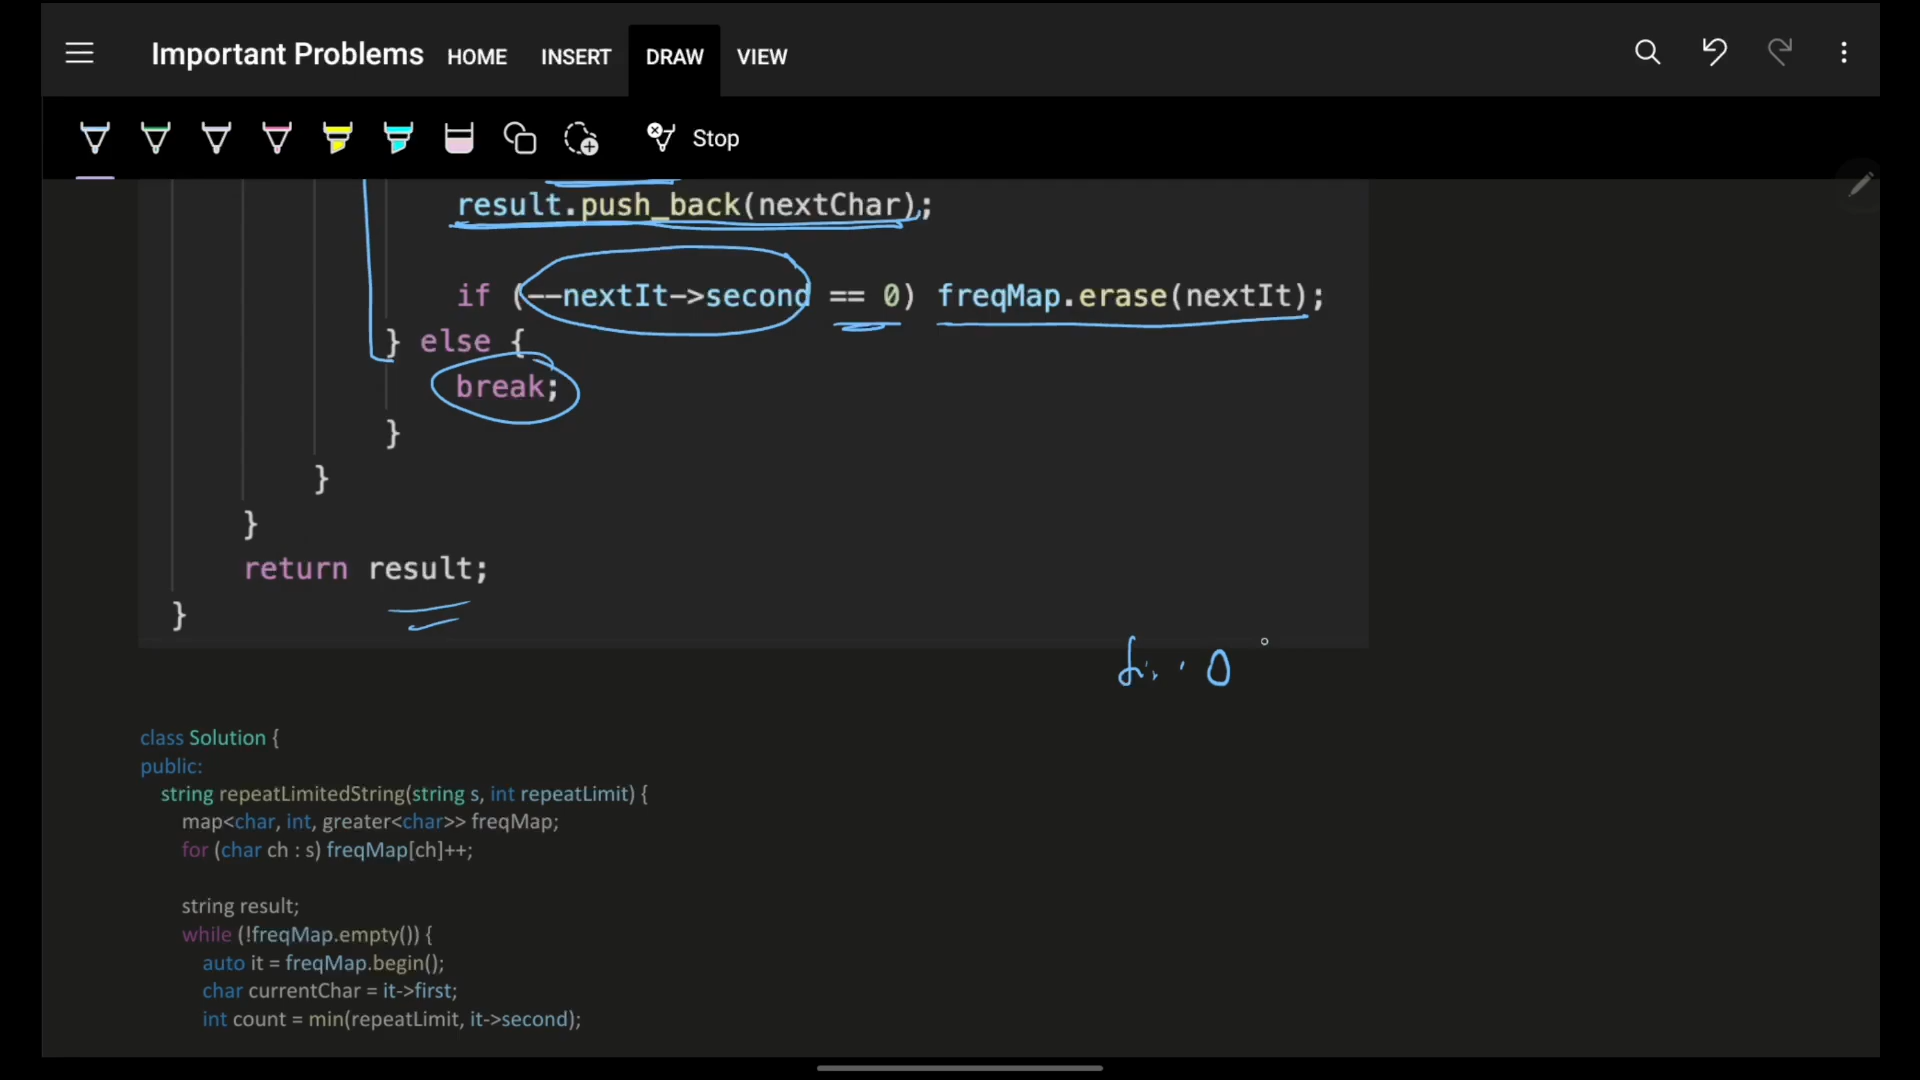 Important Problems HOME INSERT DRAW VIEW
Stop
result.push_back(nextChar);
if (--nextIt->second == 0) freqMap.erase(nextIt);
} else {
break;
}
}
}
return result;
}
class Solution {
public:
string repeatLimitedString(string s, int repeatLimit) {
map<char, int, greater<char>> freqMap;
for (char ch : s) freqMap[ch]++;
string result;
while (!freqMap.empty()) {
auto it = freqMap.begin();
char currentChar = it->first;
int count = min(repeatLimit, it->second);